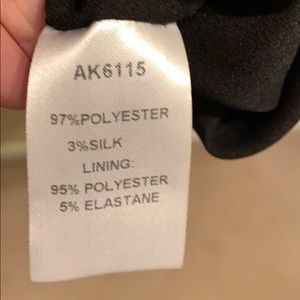 AK6115
97%POLYESTER
3%SILK
LINING:
95% POLYESTER
5% ELASTANE